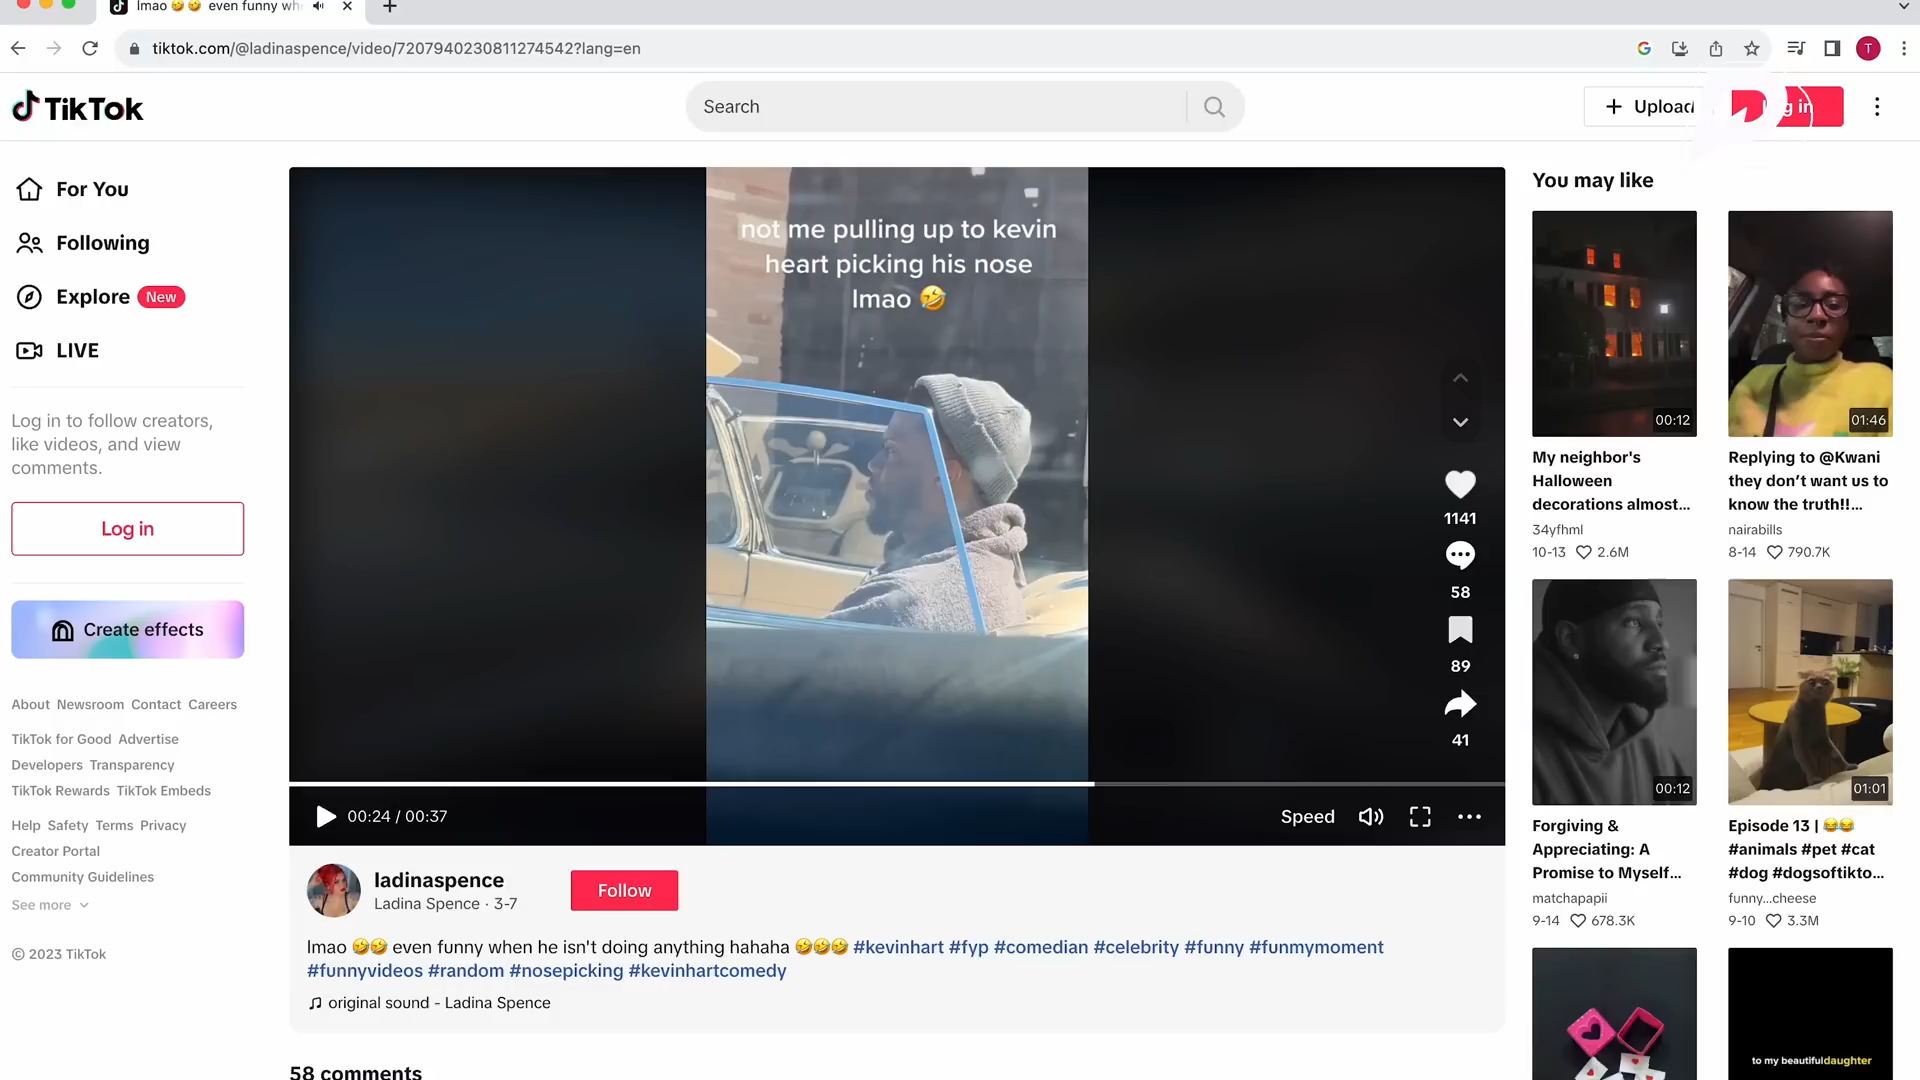 lmao 🤣🤣 even funny wh
tiktok.com/@ladinaspence/video/7207940230811274542?lang=en
T
TikTok
Search
Upload
in
For You
Following
Explore New
LIVE
Log in to follow creators,
like videos, and view
comments.
Log in
Create effects
About Newsroom Contact Careers
TikTok for Good Advertise
Developers Transparency
TikTok Rewards TikTok Embeds
Help Safety Terms Privacy
Creator Portal
Community Guidelines
See more
© 2023 TikTok
not me pulling up to kevin
heart picking his nose
lmao 🤣
1141
58
89
41
00:24 / 00:37
Speed
ladinaspence
Ladina Spence · 3-7
Follow
lmao 🤣🤣 even funny when he isn't doing anything hahaha 🤣🤣🤣 #kevinhart #fyp #comedian #celebrity #funny #funmymoment
#funnyvideos #random #nosepicking #kevinhartcomedy
♫ original sound - Ladina Spence
58 comments
You may like
00:12
My neighbor's
Halloween
decorations almost...
34yfhml
10-13 2.6M
01:46
Replying to @Kwani
they don’t want us to
know the truth!!...
nairabills
8-14 790.7K
00:12
Forgiving &
Appreciating: A
Promise to Myself...
matchapapii
9-14 678.3K
01:01
Episode 13 | 😂😂
#animals #pet #cat
#dog #dogsoftikto...
funny...cheese
9-10 3.3M
to my beautiful daughter